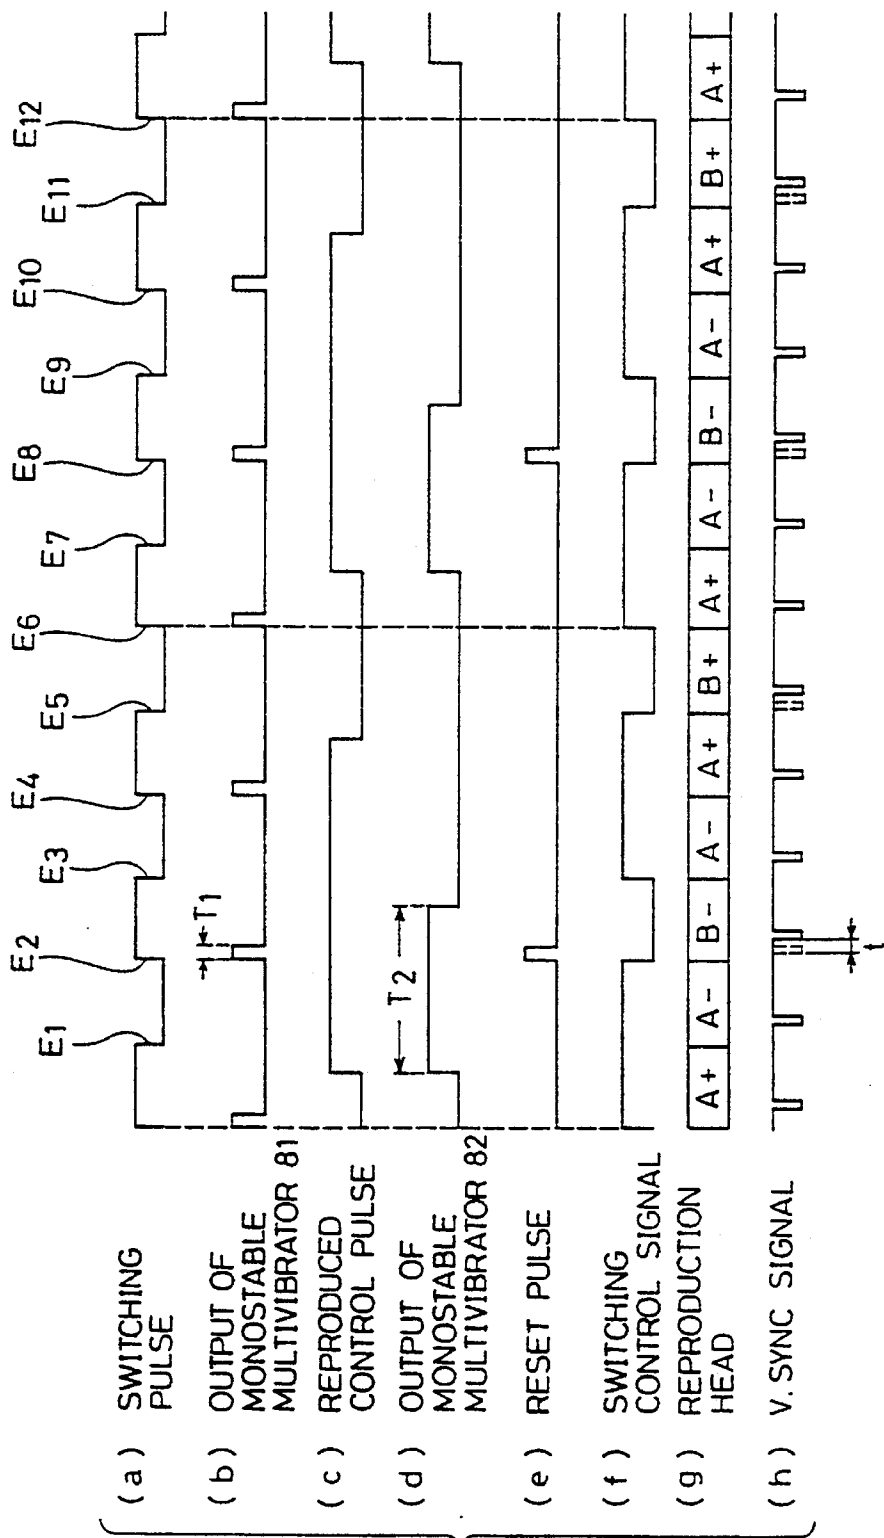 E1 E2 E3 E4 E5 E6 E7 E8 E9 E10 E11 E12
(a) SWITCHING
PULSE
(b) OUTPUT OF
MONOSTABLE
MULTIVIBRATOR 81
T1
(c) REPRODUCED
CONTROL PULSE
(d) OUTPUT OF
MONOSTABLE
MULTIVIBRATOR 82
T2
(e) RESET PULSE
(f) SWITCHING
CONTROL SIGNAL
(g) REPRODUCTION
HEAD
A+ A- B- A- A+ B+ A+ A- B- A- A+ B+ A+
(h) V. SYNC SIGNAL
t